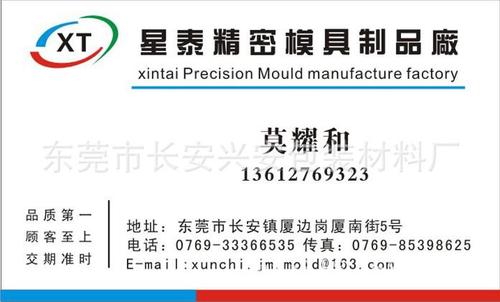 XT
星泰精密模具制品廠
xintai Precision Mould manufacture factory
莫耀和
东莞市长安兴安包装材料厂
13612769323
品质第一
顾客至上
交期准时
地址：东莞市长安镇厦边岗厦南街5号
电话：0769-33366535 传真：0769-85398625
E-mail:xunchi.jm.mold@163.com